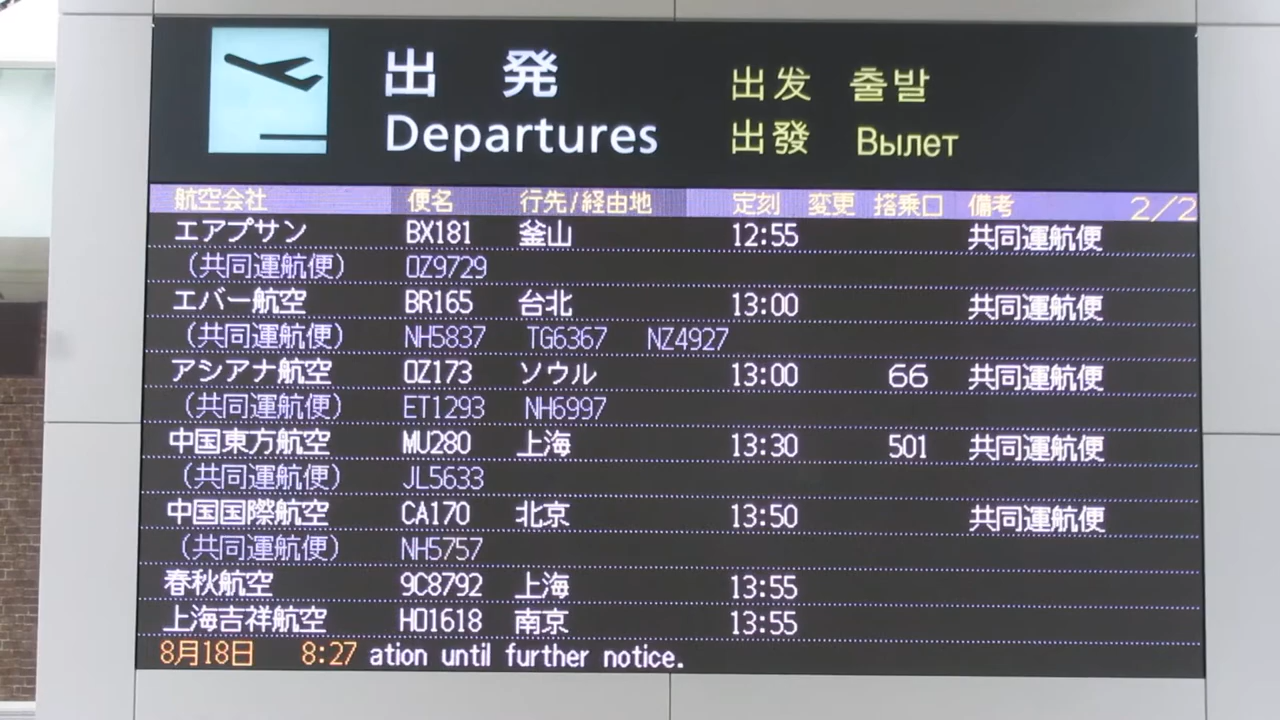 出 発 出发 출발
Departures 出發 Вылет
航空会社 便名 行先/経由地 定刻 変更 搭乗口 備考 2/2
エアプサン BX181 釜山 12:55 共同運航便
(共同運航便) OZ9729
エバー航空 BR165 台北 13:00 共同運航便
(共同運航便) NH5837 TG6367 NZ4927
アシアナ航空 OZ173 ソウル 13:00 66 共同運航便
(共同運航便) ET1293 NH6997
中国東方航空 MU280 上海 13:30 501 共同運航便
(共同運航便) JL5633
中国国際航空 CA170 北京 13:50 共同運航便
(共同運航便) NH5757
春秋航空 9C8792 上海 13:55
上海吉祥航空 HO1618 南京 13:55
8月18日 8:27 ation until further notice.